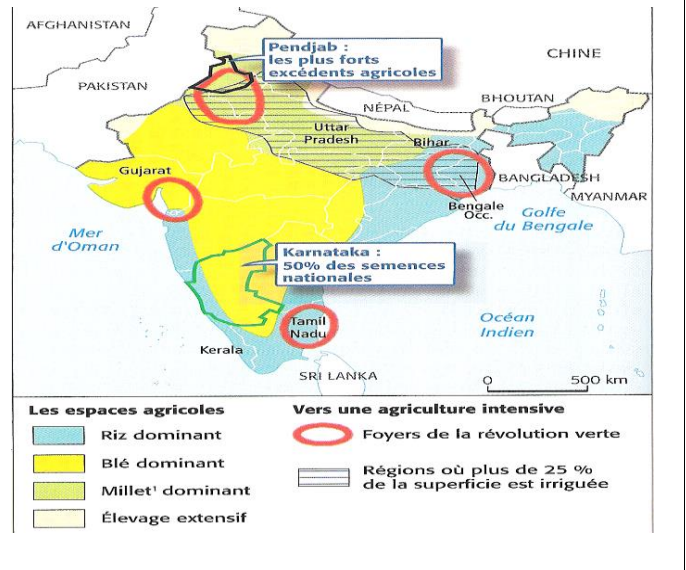 AFGHANISTAN
Pendjab :
les plus forts
excédents agricoles
CHINE
PAKISTAN
NÉPAL
BHOUTAN
Uttar
Pradesh
Bihar
Gujarat
BANGLADESH
MYANMAR
Bengale
Occ.
Golfe
du Bengale
Mer
d'Oman
Karnataka :
50% des semences
nationales
Tamil
Nadu
Océan
Indien
Kerala
SRI LANKA
0 500 km
Les espaces agricoles
Riz dominant
Blé dominant
Millet¹ dominant
Élevage extensif
Vers une agriculture intensive
Foyers de la révolution verte
Régions où plus de 25 %
de la superficie est irriguée